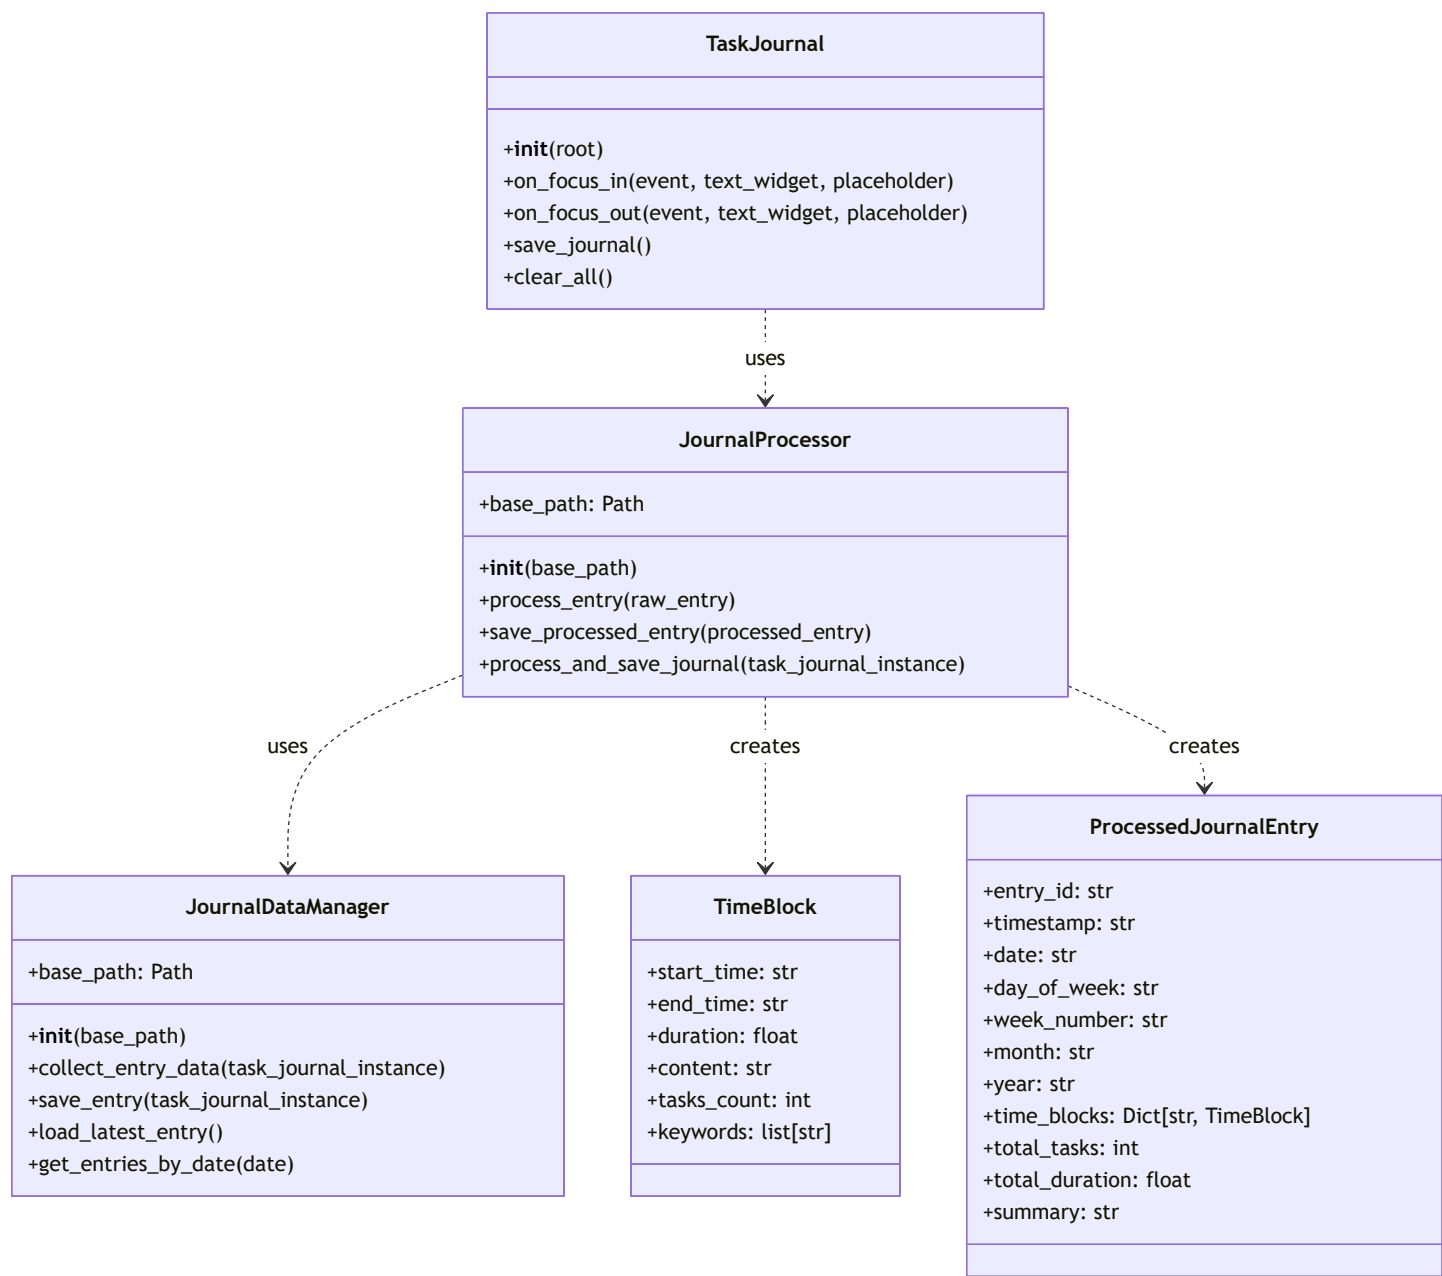 TaskJournal
+init(root)
+on_focus_in(event, text_widget, placeholder)
+on_focus_out(event, text_widget, placeholder)
+save_journal()
+clear_all()
uses
JournalProcessor
+base_path: Path
+init(base_path)
+process_entry(raw_entry)
+save_processed_entry(processed_entry)
+process_and_save_journal(task_journal_instance)
uses
creates
creates
JournalDataManager
+base_path: Path
+init(base_path)
+collect_entry_data(task_journal_instance)
+save_entry(task_journal_instance)
+load_latest_entry()
+get_entries_by_date(date)
TimeBlock
+start_time: str
+end_time: str
+duration: float
+content: str
+tasks_count: int
+keywords: list[str]
ProcessedJournalEntry
+entry_id: str
+timestamp: str
+date: str
+day_of_week: str
+week_number: str
+month: str
+year: str
+time_blocks: Dict[str, TimeBlock]
+total_tasks: int
+total_duration: float
+summary: str